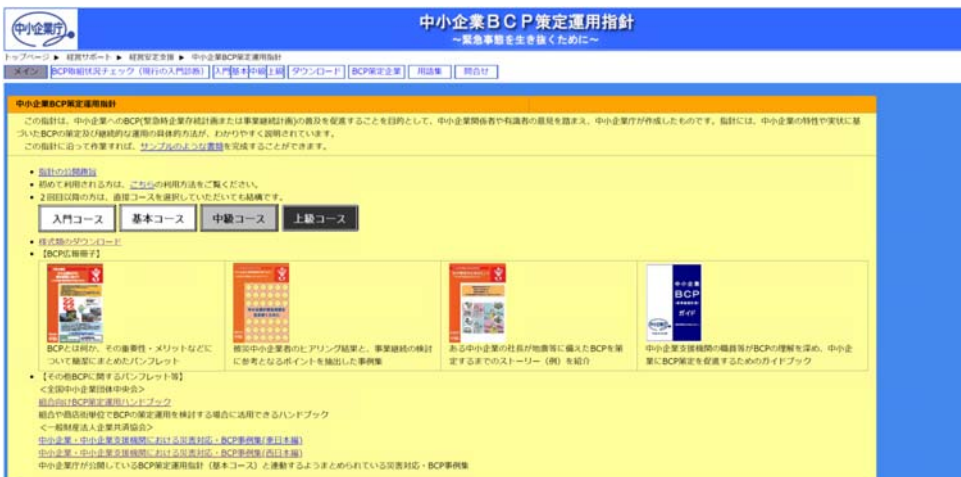 中小企業庁
中小企業BCP策定運用指針
~緊急事態を生き抜くために~
トップページ ▶ 経営サポート ▶ 経営安定支援 ▶ 中小企業BCP策定運用指針
メイン BCP取組状況チェック(現行の入門診断) 入門 基本 中級 上級 ダウンロード BCP策定企業 用語集 問合せ
中小企業BCP策定運用指針
この指針は、中小企業へのBCP(緊急時企業存続計画または事業継続計画)の普及を促進することを目的として、中小企業関係者や有識者の意見を踏まえ、中小企業庁が作成したものです。指針には、中小企業の特性や実状に基
づいたBCPの策定及び継続的な運用の具体的方法が、わかりやすく説明されています。
この指針に沿って作業すれば、サンプルのような書類を完成することができます。
• 指針の公開趣旨
• 初めて利用される方は、こちらの利用方法をご覧ください。
• 2回目以降の方は、直接コースを選択していただいても結構です。
入門コース 基本コース 中級コース 上級コース
• 様式類のダウンロード
• 【BCP広報冊子】
中小企業
BCP
ガイド
BCPとは何か、その重要性・メリットなどに
ついて簡潔にまとめたパンフレット
被災中小企業者のヒアリング結果と、事業継続の検討
に参考となるポイントを抽出した事例集
ある中小企業の社長が地震等に備えたBCPを策
定するまでのストーリー(例)を紹介
中小企業支援機関の職員等がBCPの理解を深め、中小企
業にBCP策定を促進するためのガイドブック
• 【その他BCPに関するパンフレット等】
<全国中小企業団体中央会>
組合向けBCP策定運用ハンドブック
組合や商店街単位でBCPの策定運用を検討する場合に活用できるハンドブック
<一般財産法人企業共済協会>
中小企業・中小企業支援機関における災害対応・BCP事例集(東日本編)
中小企業・中小企業支援機関における災害対応・BCP事例集(西日本編)
中小企業庁が公開しているBCP策定運用指針(基本コース)と連動するようまとめられている災害対応・BCP事例集